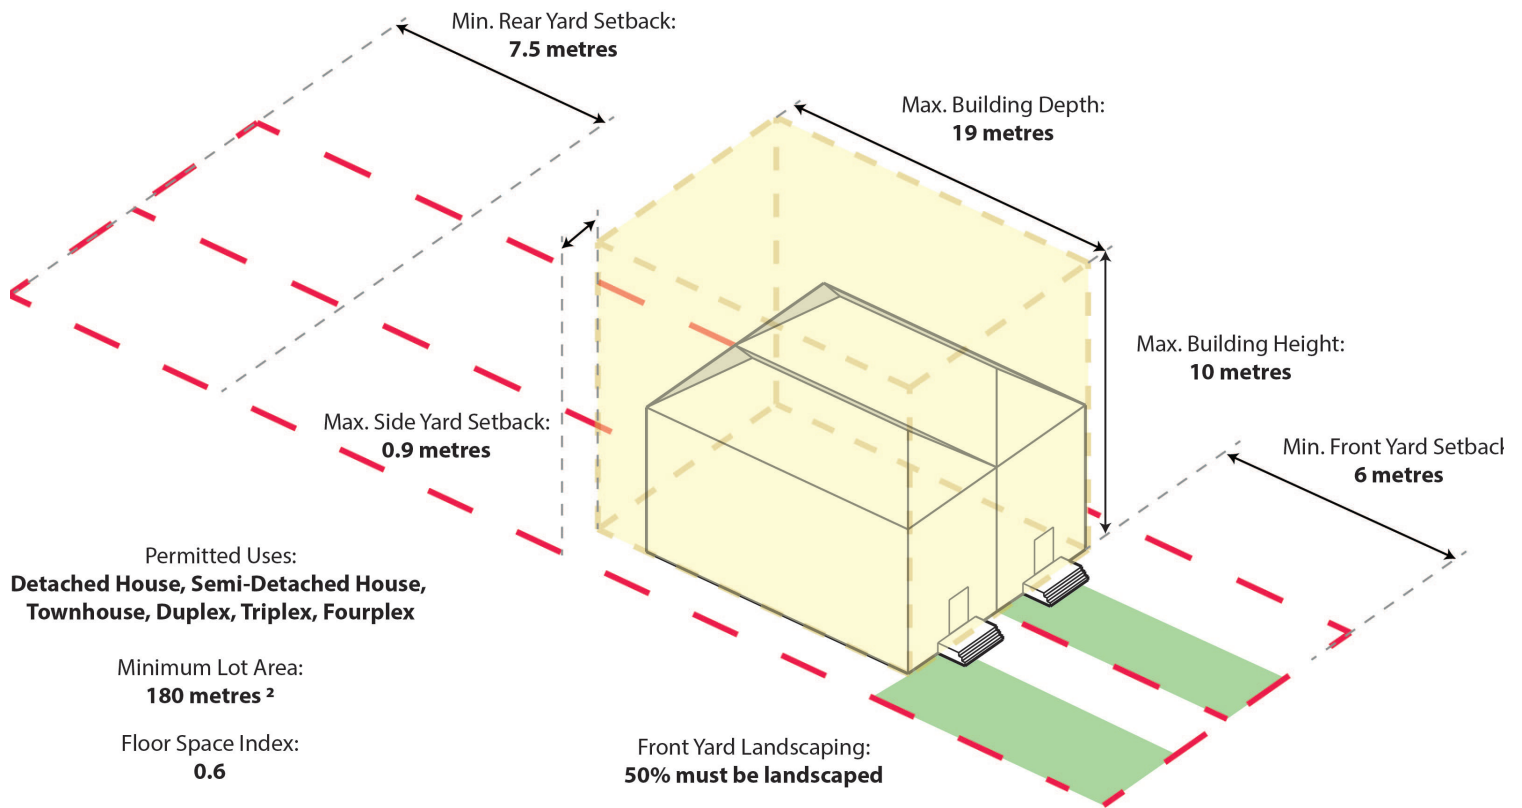 Min. Rear Yard Setback:
7.5 metres
Max. Building Depth:
19 metres
Max. Building Height:
10 metres
Max. Side Yard Setback:
0.9 metres
Min. Front Yard Setback
6 metres
Permitted Uses:
Detached House, Semi-Detached House,
Townhouse, Duplex, Triplex, Fourplex
Minimum Lot Area:
180 metres ²
Floor Space Index:
0.6
Front Yard Landscaping:
50% must be landscaped